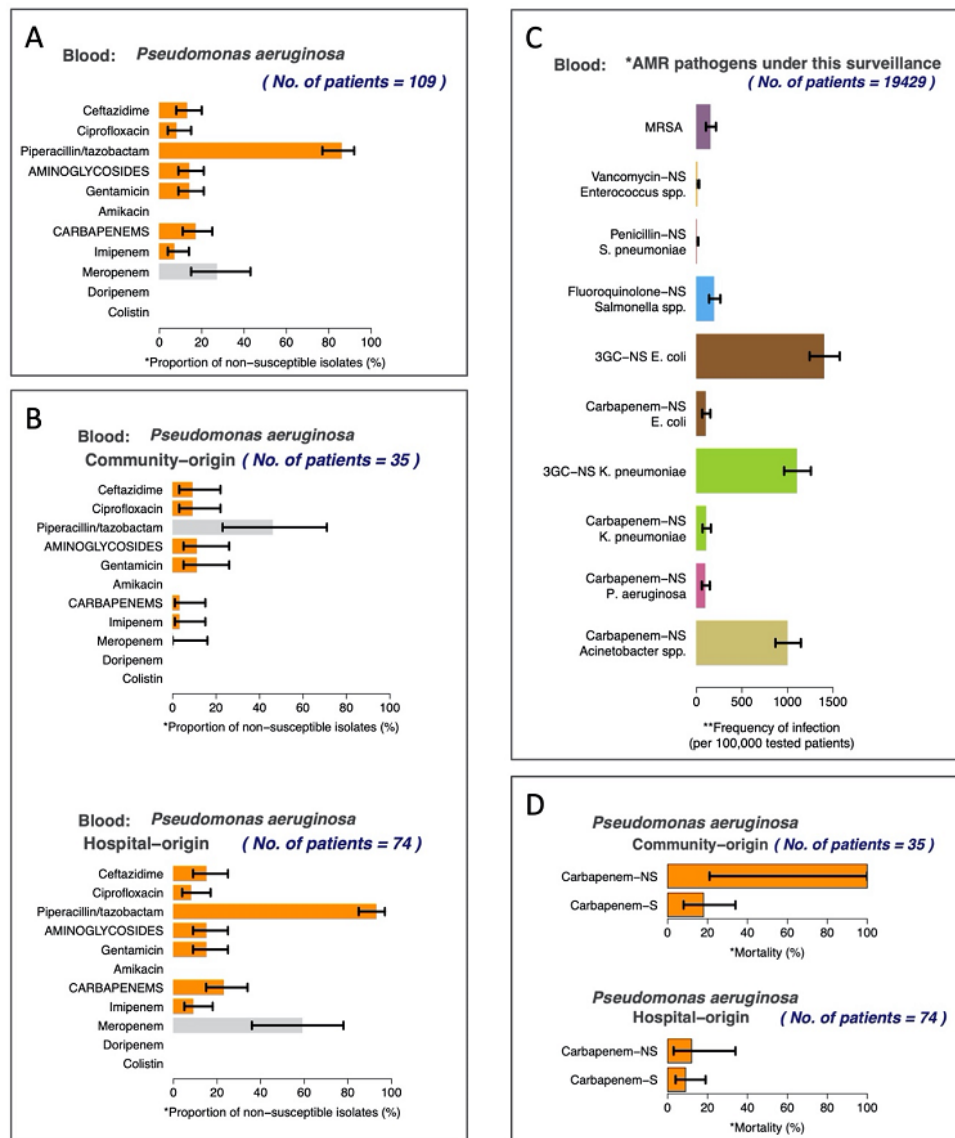 A
Blood: Pseudomonas aeruginosa
( No. of patients = 109 )
Ceftazidime
Ciprofloxacin
Piperacillin/tazobactam
AMINOGLYCOSIDES
Gentamicin
Amikacin
CARBAPENEMS
Imipenem
Meropenem
Doripenem
Colistin
0 20 40 60 80 100
*Proportion of non−susceptible isolates (%)
B
Blood: Pseudomonas aeruginosa
Community−origin ( No. of patients = 35 )
Ceftazidime
Ciprofloxacin
Piperacillin/tazobactam
AMINOGLYCOSIDES
Gentamicin
Amikacin
CARBAPENEMS
Imipenem
Meropenem
Doripenem
Colistin
0 20 40 60 80 100
*Proportion of non−susceptible isolates (%)
Blood: Pseudomonas aeruginosa
Hospital−origin ( No. of patients = 74 )
Ceftazidime
Ciprofloxacin
Piperacillin/tazobactam
AMINOGLYCOSIDES
Gentamicin
Amikacin
CARBAPENEMS
Imipenem
Meropenem
Doripenem
Colistin
0 20 40 60 80 100
*Proportion of non−susceptible isolates (%)
C
Blood: *AMR pathogens under this surveillance
( No. of patients = 19429 )
MRSA
Vancomycin−NS
Enterococcus spp.
Penicillin−NS
S. pneumoniae
Fluoroquinolone−NS
Salmonella spp.
3GC−NS E. coli
Carbapenem−NS
E. coli
3GC−NS K. pneumoniae
Carbapenem−NS
K. pneumoniae
Carbapenem−NS
P. aeruginosa
Carbapenem−NS
Acinetobacter spp.
0 500 1000 1500
**Frequency of infection
(per 100,000 tested patients)
D
Pseudomonas aeruginosa
Community−origin ( No. of patients = 35 )
Carbapenem−NS
Carbapenem−S
0 20 40 60 80 100
*Mortality (%)
Pseudomonas aeruginosa
Hospital−origin ( No. of patients = 74 )
Carbapenem−NS
Carbapenem−S
0 20 40 60 80 100
*Mortality (%)